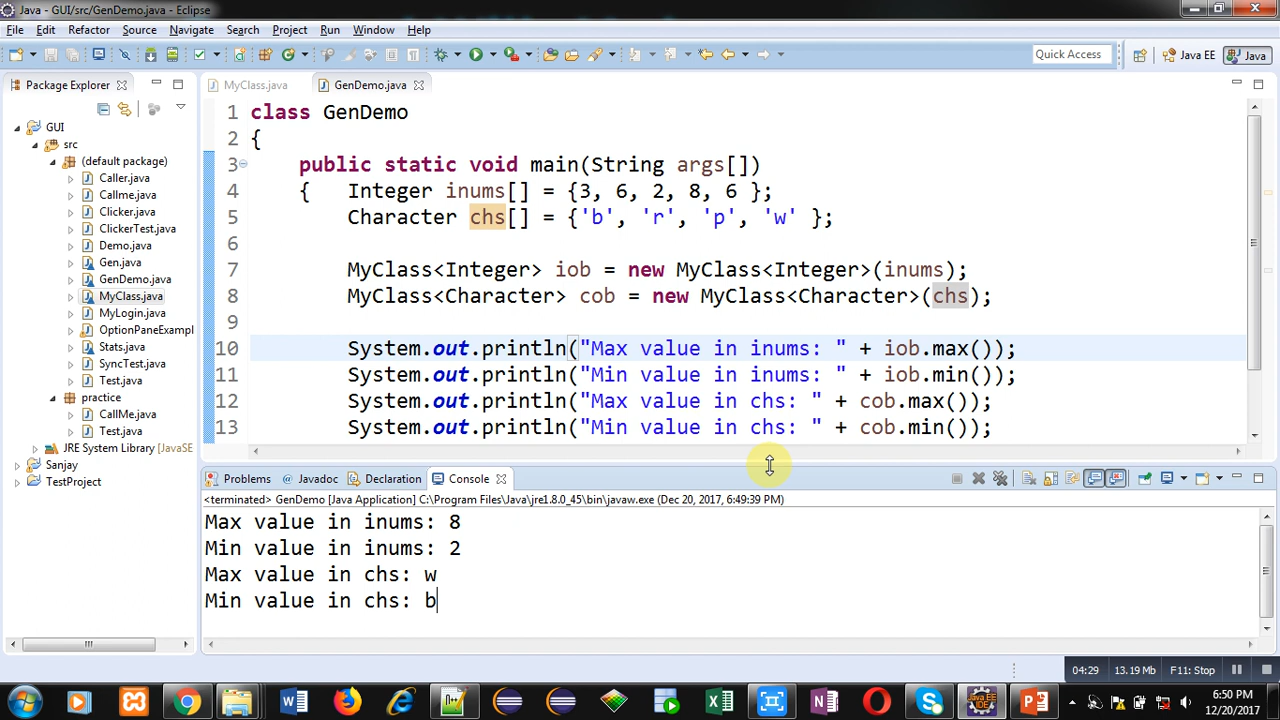 Java - GUI/src/GenDemo.java - Eclipse
File Edit Refactor Source Navigate Search Project Run Window Help
Quick Access Java EE Java
Package Explorer
GUI
src
(default package)
Caller.java
Callme.java
Clicker.java
ClickerTest.java
Demo.java
Gen.java
GenDemo.java
MyClass.java
MyLogin.java
OptionPaneExampl
Stats.java
SyncTest.java
Test.java
practice
CallMe.java
Test.java
JRE System Library [JavaSE
Sanjay
TestProject
MyClass.java GenDemo.java
1 class GenDemo
2 {
3 public static void main(String args[])
4 { Integer inums[] = {3, 6, 2, 8, 6 };
5 Character chs[] = {'b', 'r', 'p', 'w' };
6
7 MyClass<Integer> iob = new MyClass<Integer>(inums);
8 MyClass<Character> cob = new MyClass<Character>(chs);
9
10 System.out.println("Max value in inums: " + iob.max());
11 System.out.println("Min value in inums: " + iob.min());
12 System.out.println("Max value in chs: " + cob.max());
13 System.out.println("Min value in chs: " + cob.min());
Problems Javadoc Declaration Console
<terminated> GenDemo [Java Application] C:\Program Files\Java\jre1.8.0_45\bin\javaw.exe (Dec 20, 2017, 6:49:39 PM)
Max value in inums: 8
Min value in inums: 2
Max value in chs: w
Min value in chs: b
04:29 13.19 Mb F11: Stop
6:50 PM
12/20/2017